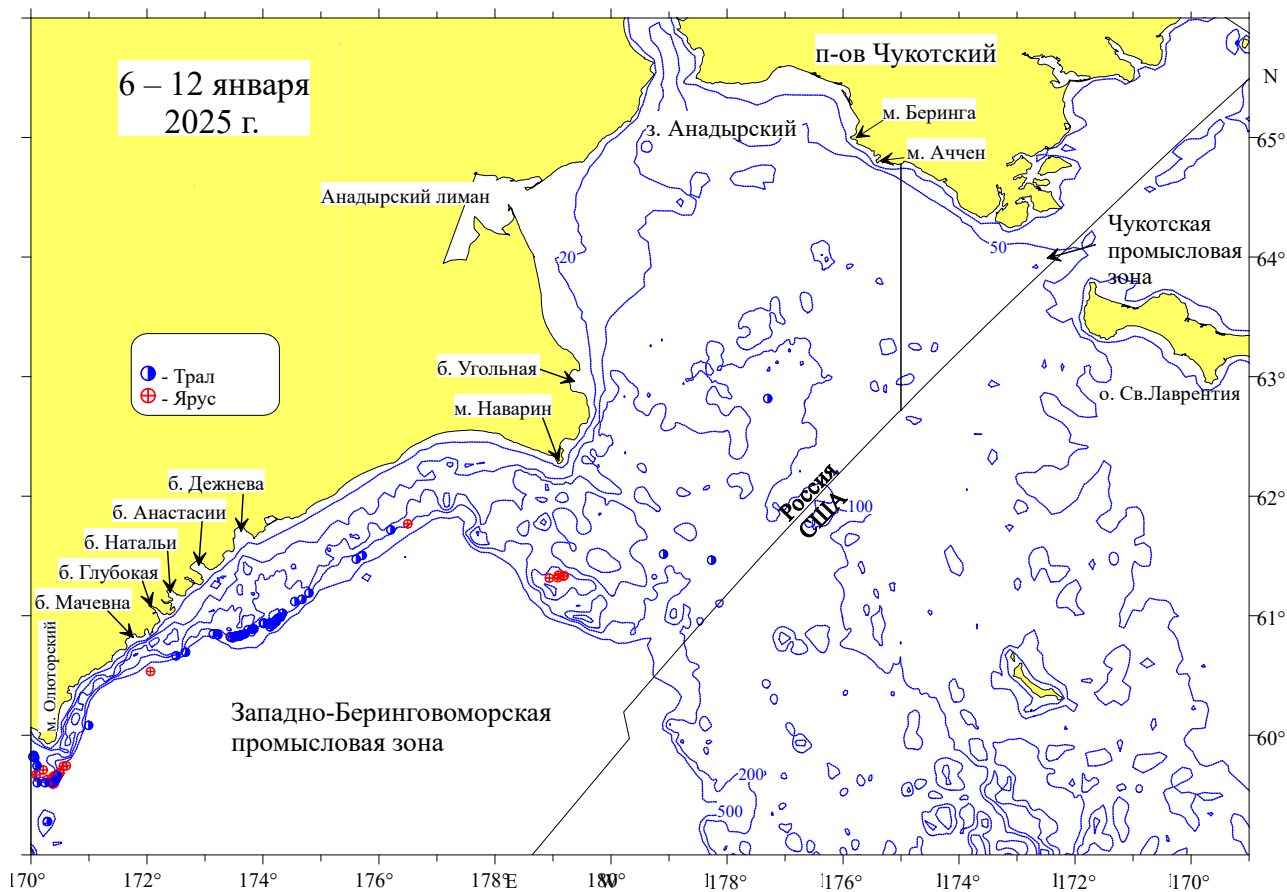 6 – 12 января
2025 г.
п-ов Чукотский
N
м. Беринга
з. Анадырский
65°
м. Аччен
Анадырский лиман
Чукотская
промысловая
зона
50
20
64°
б. Угольная
63°
- Трал
- Ярус
о. Св.Лаврентия
м. Наварин
б. Дежнева
Россия
США
62°
100
б. Анастасии
б. Натальи
б. Глубокая
б. Мачевна
61°
м. Олюторский
Западно-Беринговоморская
промысловая зона
60°
200
500
170 172° 174° 176° 178° E 180° W 178° 176° 174° 172° 170°